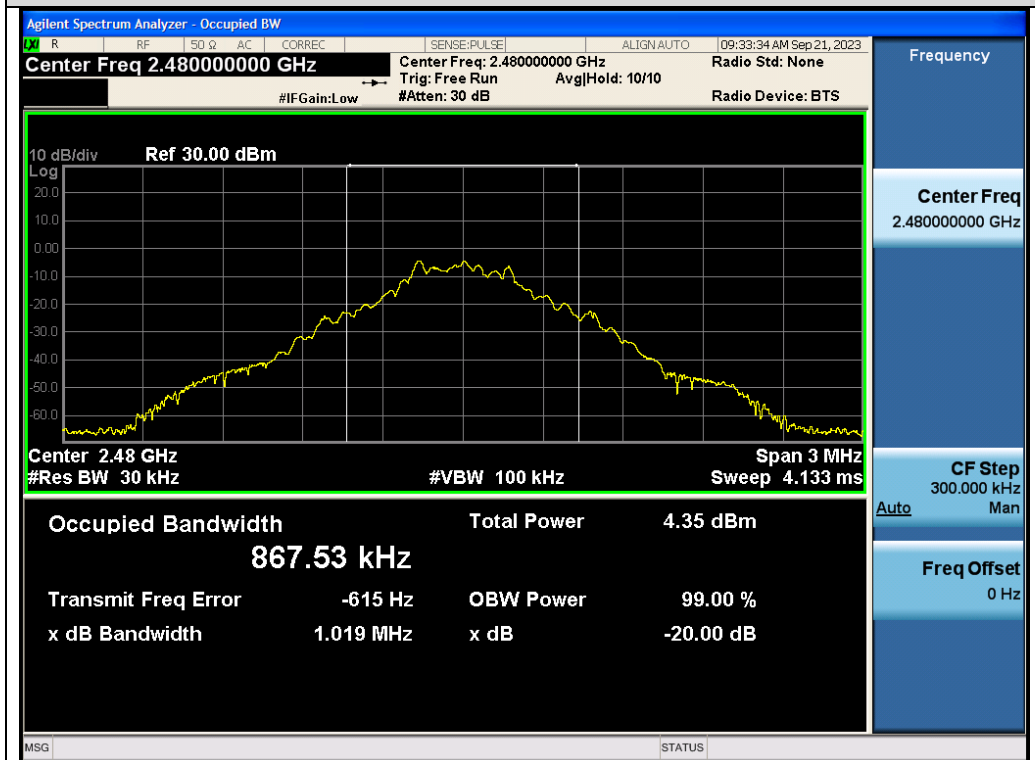 Agilent Spectrum Analyzer - Occupied BW
LXI R RF 50 Ω AC CORREC SENSE:PULSE ALIGN AUTO 09:33:34 AM Sep 21, 2023
Center Freq 2.480000000 GHz
Center Freq: 2.480000000 GHz Radio Std: None
Trig: Free Run Avg|Hold: 10/10
#IFGain:Low #Atten: 30 dB Radio Device: BTS
10 dB/div Ref 30.00 dBm
Log
20.0
10.0
0.00
-10.0
-20.0
-30.0
-40.0
-50.0
-60.0
Center 2.48 GHz Span 3 MHz
#Res BW 30 kHz #VBW 100 kHz Sweep 4.133 ms
Occupied Bandwidth Total Power 4.35 dBm
867.53 kHz
Transmit Freq Error -615 Hz OBW Power 99.00 %
x dB Bandwidth 1.019 MHz x dB -20.00 dB
Frequency
Center Freq
2.480000000 GHz
CF Step
300.000 kHz
Auto Man
Freq Offset
0 Hz
MSG STATUS